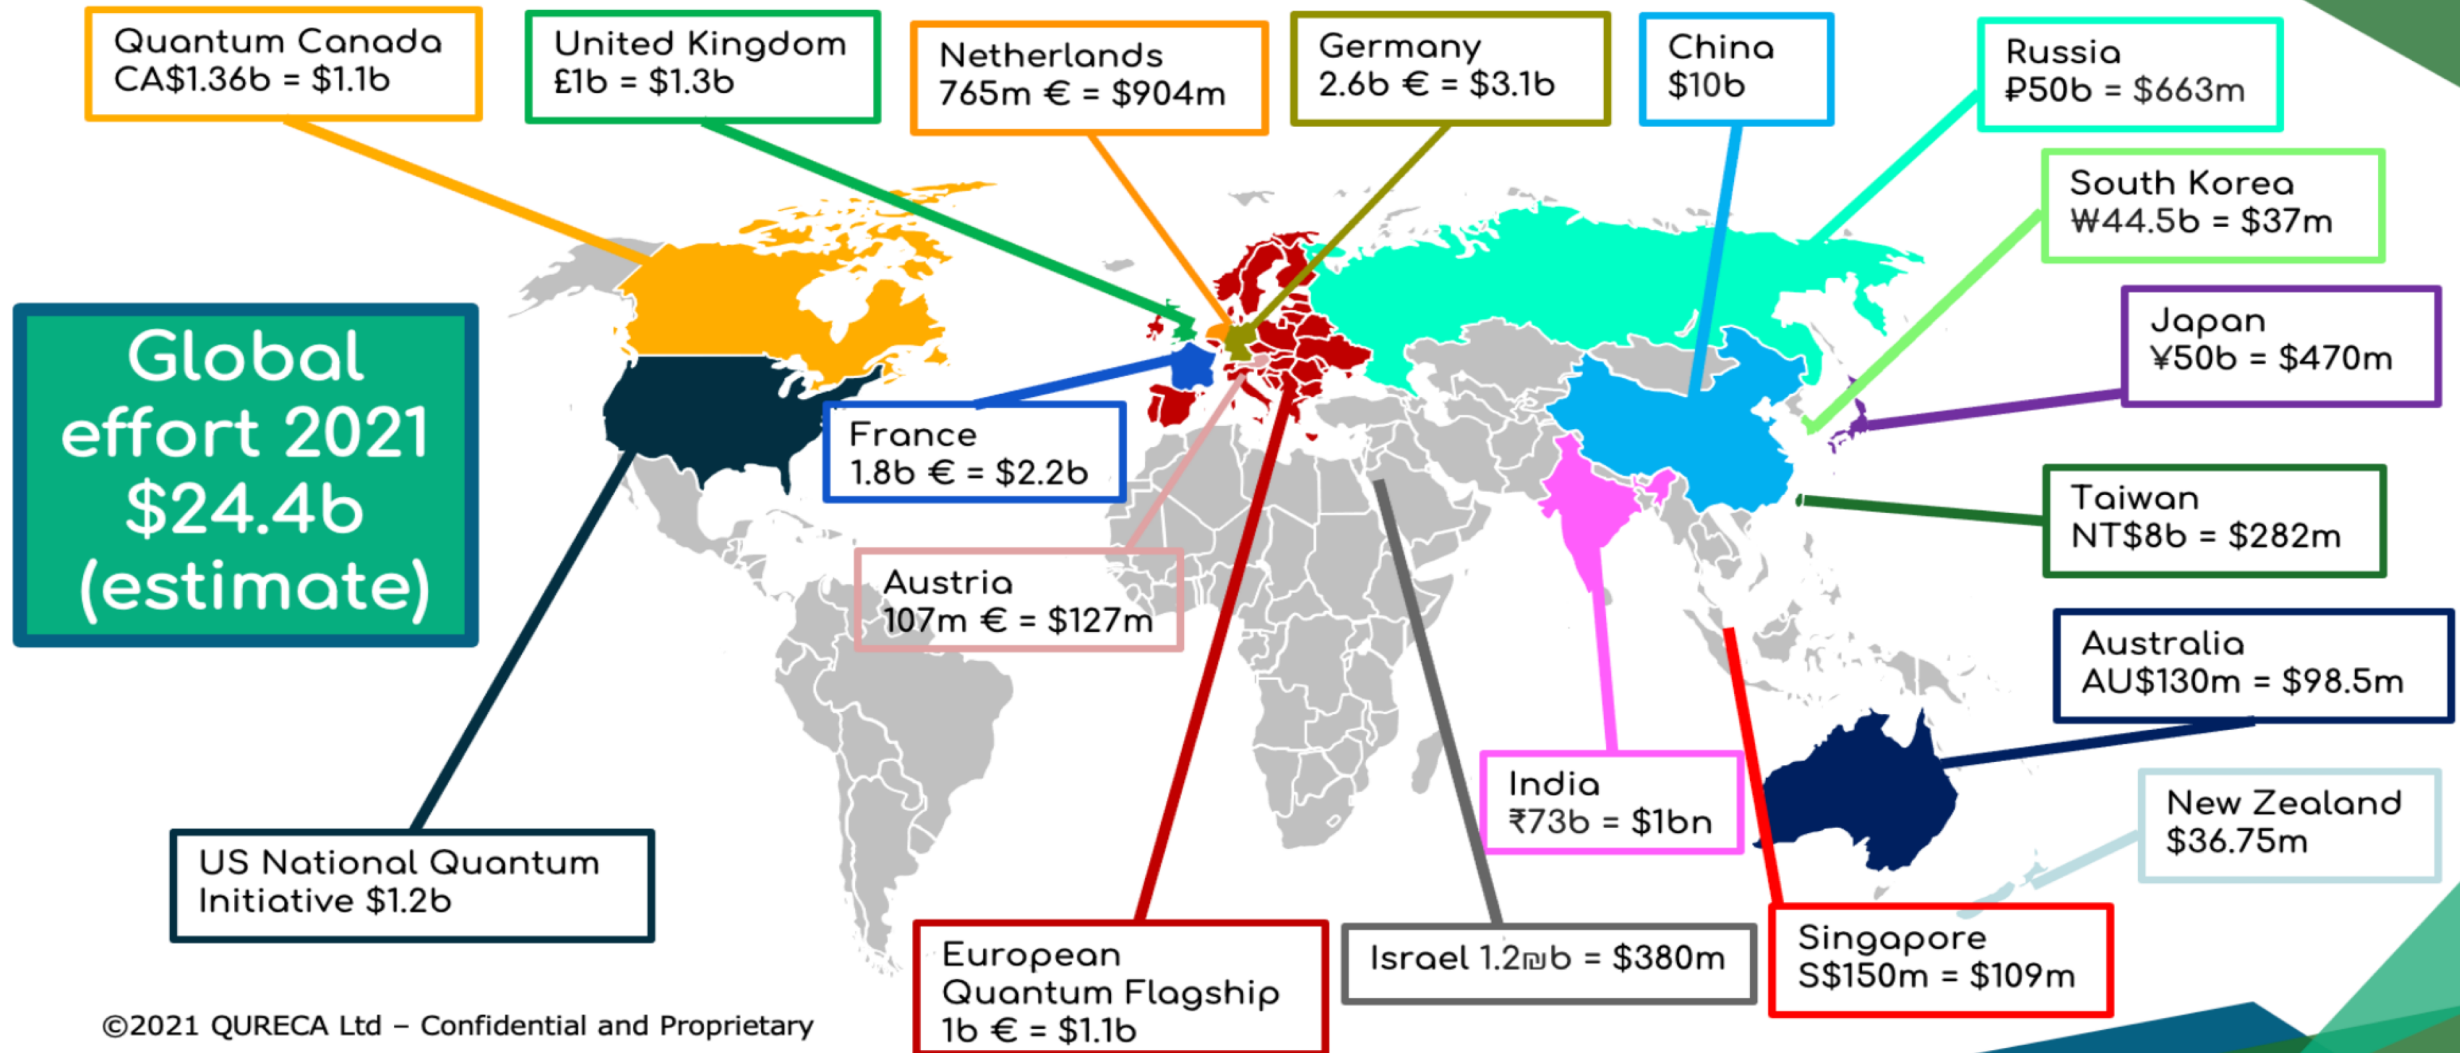 Quantum Canada
CA$1.36b = $1.1b
United Kingdom
£1b = $1.3b
Netherlands
765m € = $904m
Germany
2.6b € = $3.1b
China
$10b
Russia
₽50b = $663m
South Korea
₩44.5b = $37m
Japan
¥50b = $470m
Global
effort 2021
$24.4b
(estimate)
France
1.8b € = $2.2b
Taiwan
NT$8b = $282m
Austria
107m € = $127m
Australia
AU$130m = $98.5m
India
₹73b = $1bn
New Zealand
$36.75m
US National Quantum
Initiative $1.2b
European
Quantum Flagship
1b € = $1.1b
Israel 1.2₪b = $380m
Singapore
S$150m = $109m
©2021 QURECA Ltd – Confidential and Proprietary